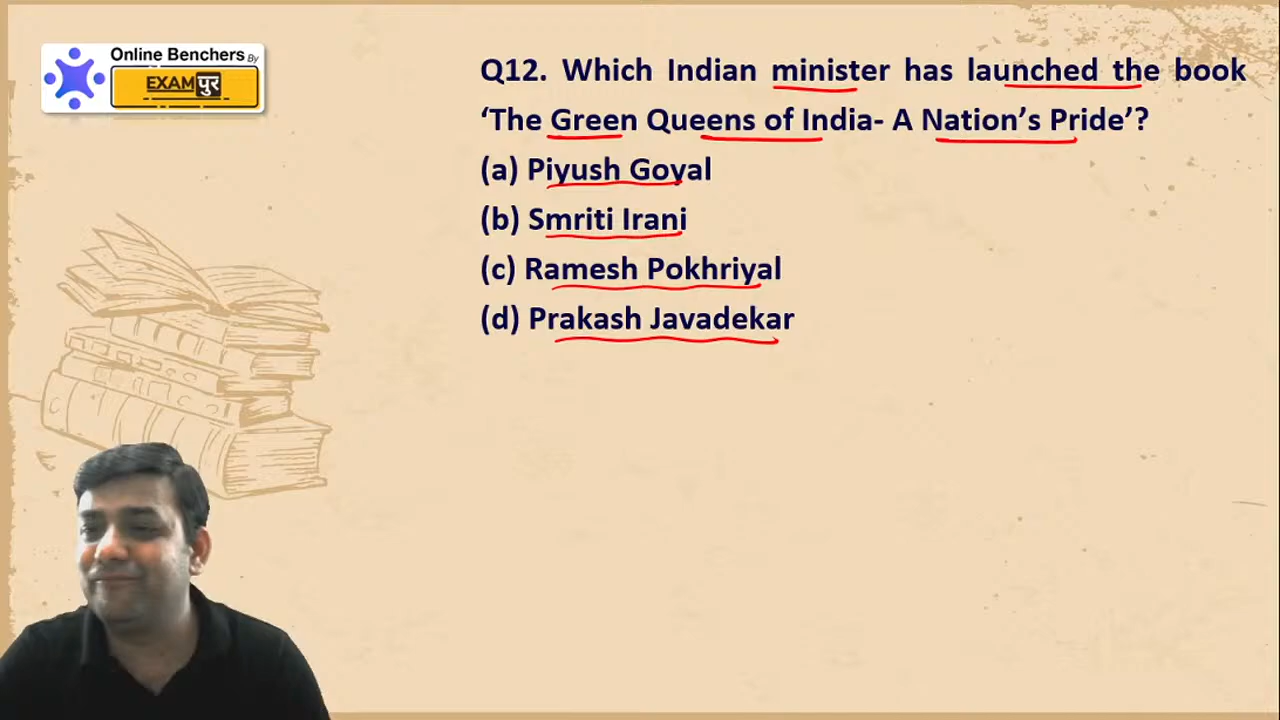 Online Benchers By
EXAM पुर
Q12. Which Indian minister has launched the book
‘The Green Queens of India- A Nation’s Pride’?
(a) Piyush Goyal
(b) Smriti Irani
(c) Ramesh Pokhriyal
(d) Prakash Javadekar